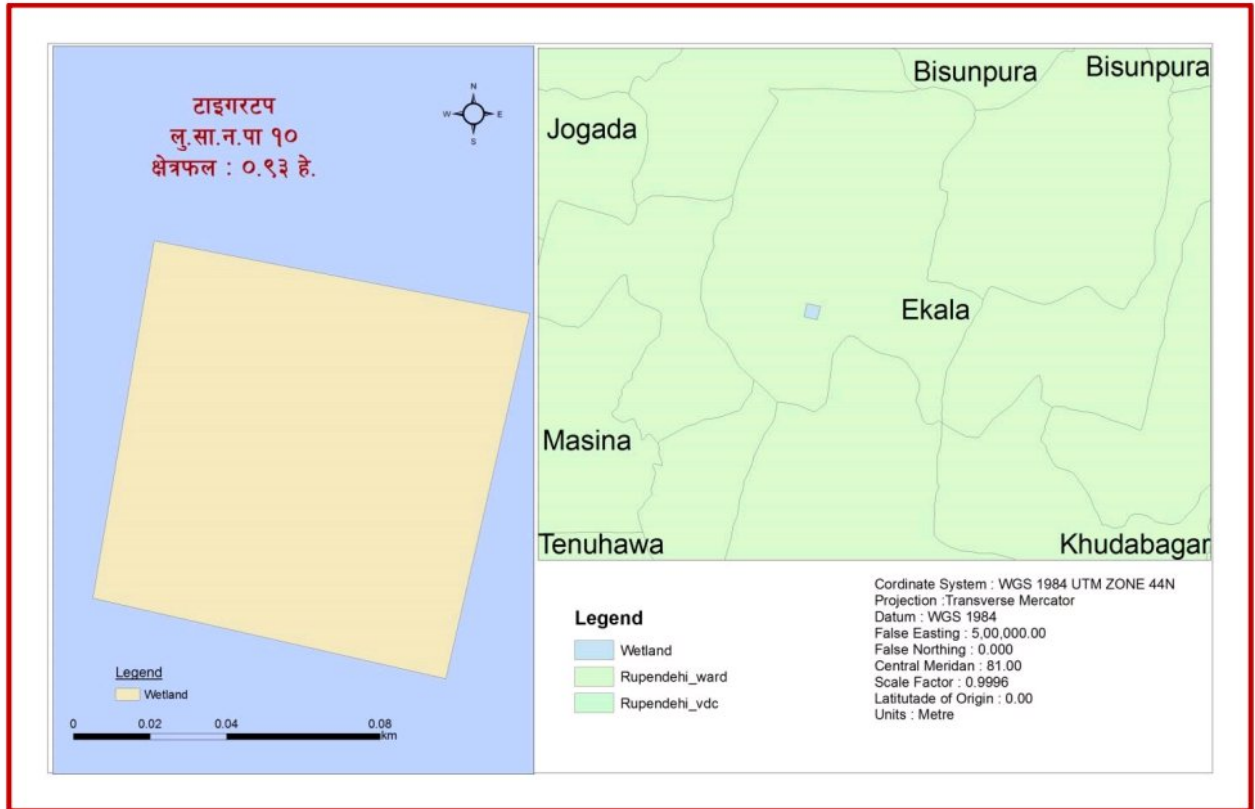 टाइगरटप
लु.सा.न.पा १०
क्षेत्रफल : ०.९३ हे.
N
W E
S
Legend
Wetland
0 0.02 0.04 0.08
km
Bisunpura Bisunpura
Jogada
Ekala
Masina
Tenuhawa Khudabagar
Legend
Wetland
Rupendehi_ward
Rupendehi_vdc
Cordinate System : WGS 1984 UTM ZONE 44N
Projection :Transverse Mercator
Datum : WGS 1984
False Easting : 5,00,000.00
False Northing : 0.000
Central Meridan : 81.00
Scale Factor : 0.9996
Latitutade of Origin : 0.00
Units : Metre